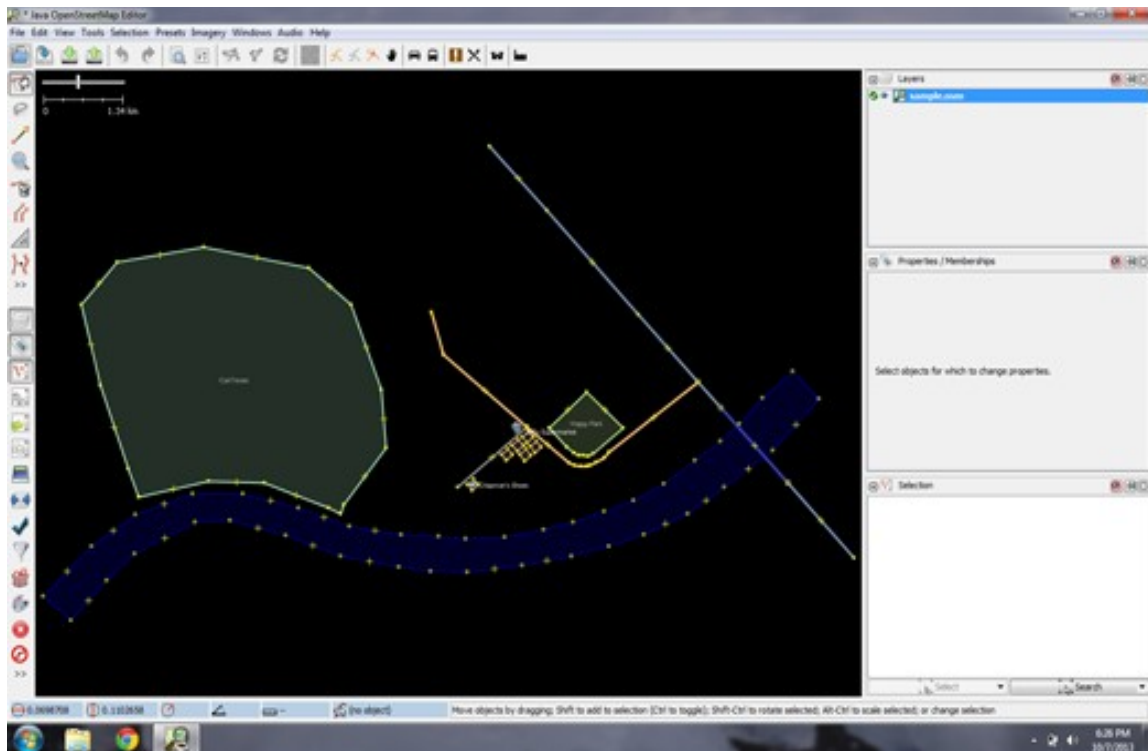 * Java OpenStreetMap Editor
File Edit View Tools Selection Presets Imagery Windows Audio Help
0 1.34 km
Layers
sample.osm
Properties / Memberships
Select objects for which to change properties.
Happy Park
Supermarket
Selection
Select
Search
>>
>>
(no object)
Move objects by dragging; Shift to add to selection (Ctrl to toggle); Shift-Ctrl to rotate selected; Alt-Ctrl to scale selected; or change selection
6:26 PM